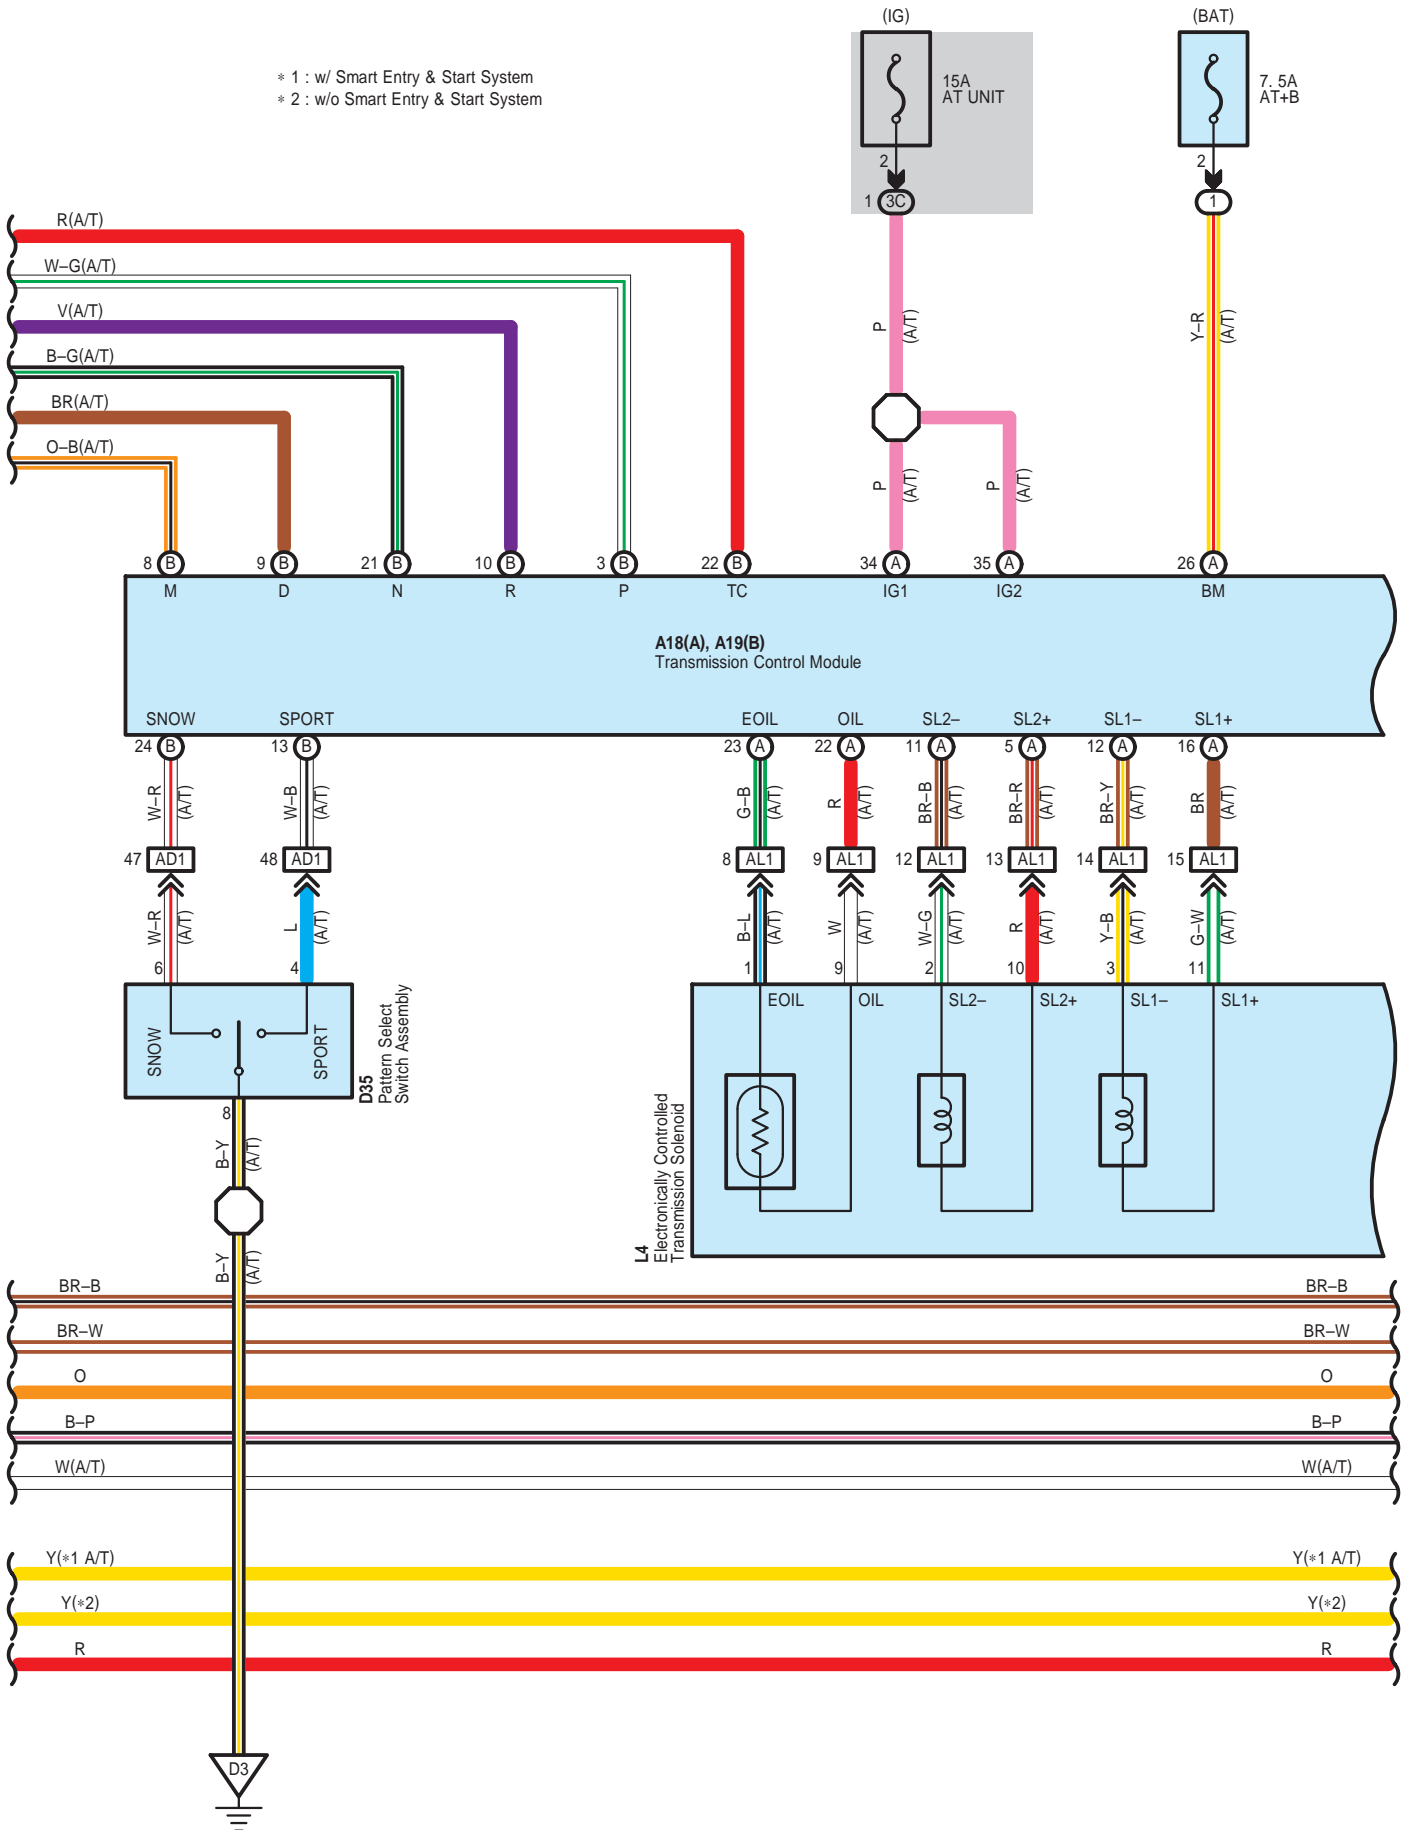 (IG)
(BAT)
* 1 : w/ Smart Entry & Start System
* 2 : w/o Smart Entry & Start System
15A
AT UNIT
7. 5A
AT+B
2
2
1 3C
1
R(A/T)
W–G(A/T)
V(A/T)
B–G(A/T)
BR(A/T)
O–B(A/T)
P
(A/T)
Y–R
(A/T)
P
(A/T)
P
(A/T)
8 B
9 B
21 B
10 B
3 B
22 B
34 A
35 A
26 A
M
D
N
R
P
TC
IG1
IG2
BM
A18(A), A19(B)
Transmission Control Module
SNOW
SPORT
EOIL
OIL
SL2–
SL2+
SL1–
SL1+
24 B
13 B
23 A
22 A
11 A
5 A
12 A
16 A
W–R
(A/T)
W–B
(A/T)
G–B
(A/T)
R
(A/T)
BR–B
(A/T)
BR–R
(A/T)
BR–Y
(A/T)
BR
(A/T)
47 AD1
48 AD1
8 AL1
9 AL1
12 AL1
13 AL1
14 AL1
15 AL1
W–R
(A/T)
L
(A/T)
B–L
(A/T)
W
(A/T)
W–G
(A/T)
R
(A/T)
Y–B
(A/T)
G–W
(A/T)
6
4
1
9
2
10
3
11
EOIL
OIL
SL2–
SL2+
SL1–
SL1+
SNOW
SPORT
D35
Pattern Select
Switch Assembly
L4
Electronically Controlled
Transmission Solenoid
8
B–Y
(A/T)
B–Y
(A/T)
BR–B
BR–B
BR–W
BR–W
O
O
B–P
B–P
W(A/T)
W(A/T)
Y(*1 A/T)
Y(*1 A/T)
Y(*2)
Y(*2)
R
R
D3